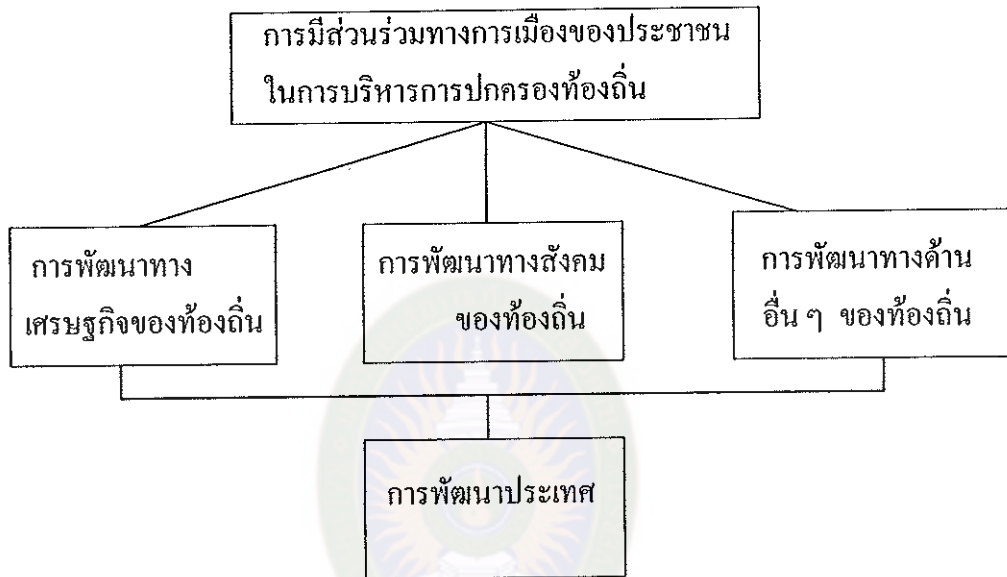 การมีส่วนร่วมทางการเมืองของประชาชน
ในการบริหารการปกครองท้องถิ่น
การพัฒนาทาง
เศรษฐกิจของท้องถิ่น
การพัฒนาทางสังคม
ของท้องถิ่น
การพัฒนาทางด้าน
อื่น ๆ ของท้องถิ่น
การพัฒนาประเทศ